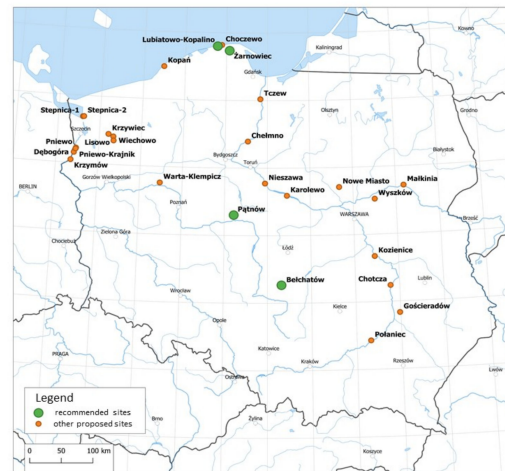 Kowno
Lubiatowo-Kopalino
Choczewo
Żarnowiec
Kaliningrad
Kopań
Gdańsk
Tczew
Stepnica-1
Stepnica-2
Olsztyn
Grodno
Szczecin
Krzywiec
Chełmno
Pniewo
Lisowo
Wiechowo
Białystok
Dębogóra
Pniewo-Krajnik
Bydgoszcz
Krzymów
Toruń
Gorzów Wielkopolski
Warta-Klempicz
Nieszawa
Nowe Miasto
Małkinia
BERLIN
Karolewo
Wyszków
Poznań
Pątnów
WARSZAWA
Brześć
Zielona Góra
Chociebuż
Łódź
Kozienice
Bełchatów
Chotcza
Lublin
Wrocław
Kielce
Gościeradów
Opole
Połaniec
PRAGA
Katowice
Kraków
Rzeszów
Lwów
Ostrawa
Legend
recommended sites
other proposed sites
Brno
Żylina
Koszyce
0 50 100 km